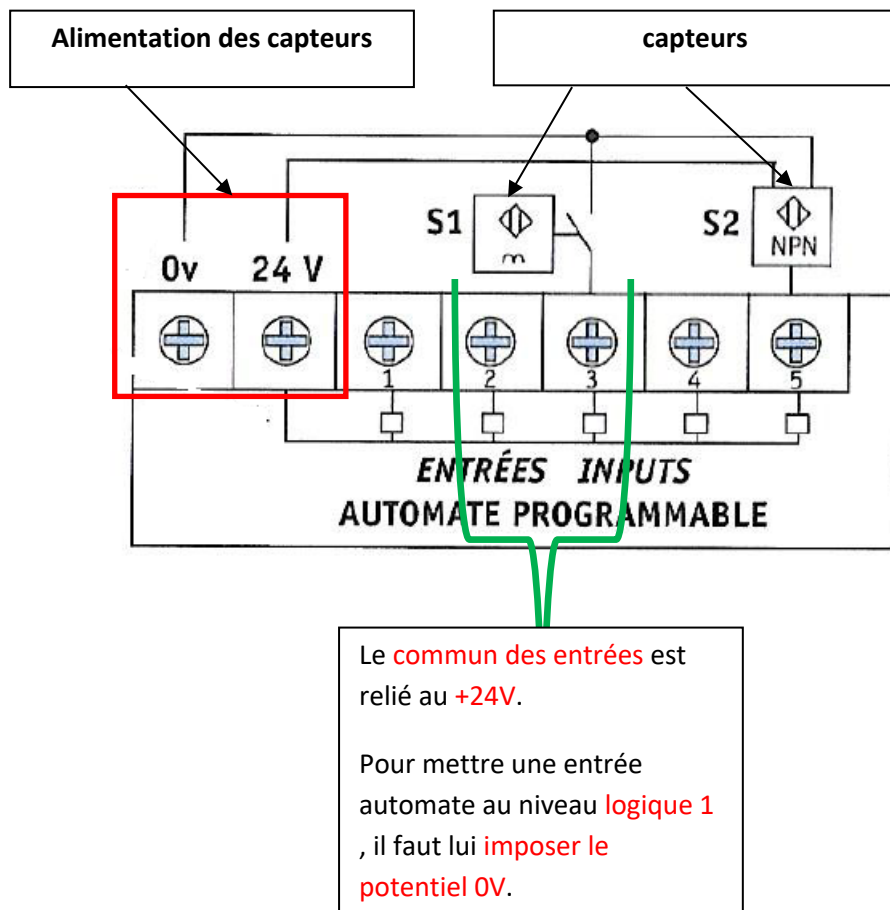 Alimentation des capteurs
capteurs
S1
S2
NPN
0v 24 V
1 2 3 4 5
ENTRÉES INPUTS
AUTOMATE PROGRAMMABLE
Le commun des entrées est
relié au +24V.
Pour mettre une entrée
automate au niveau logique 1
, il faut lui imposer le
potentiel 0V.